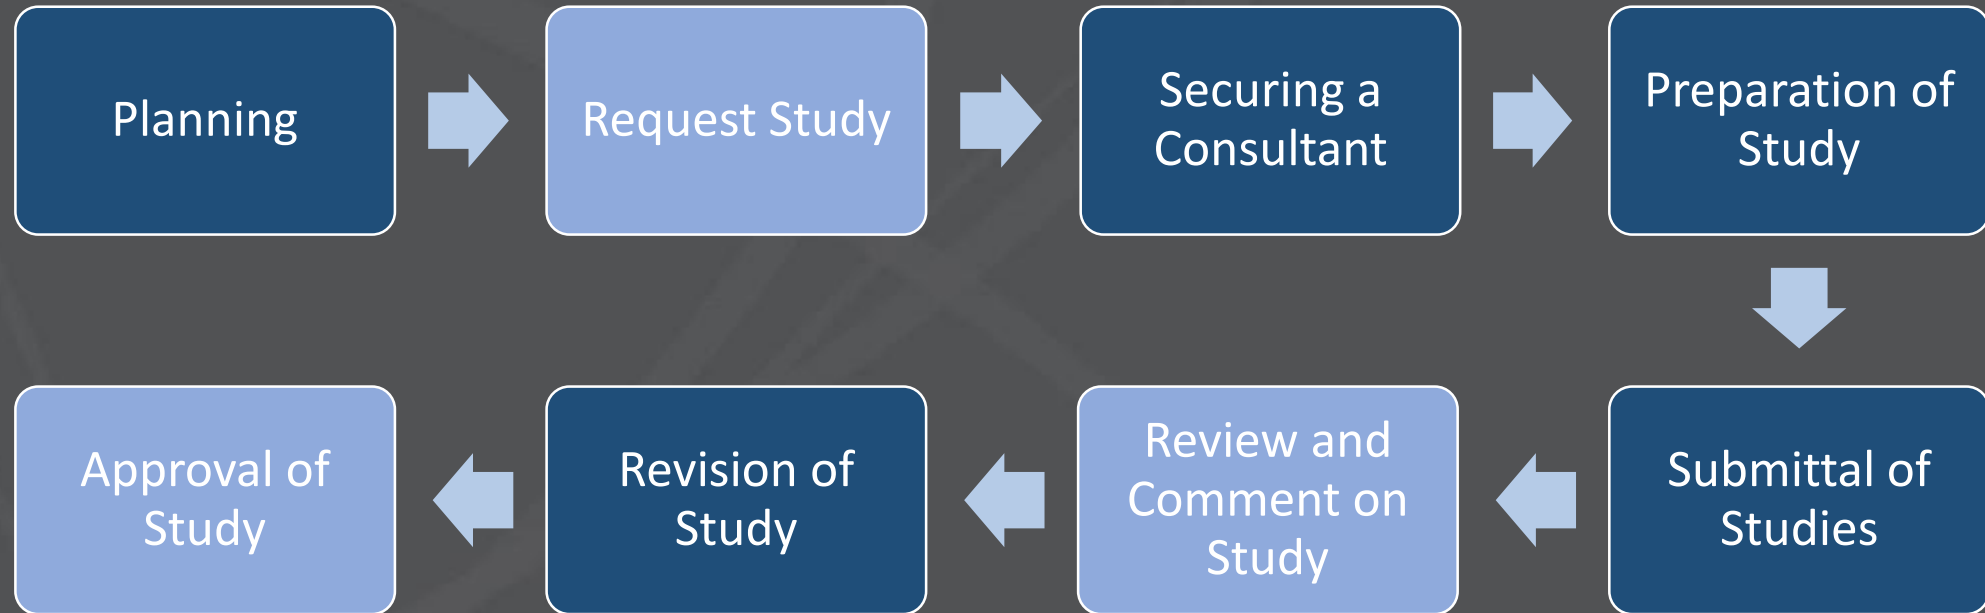 Planning
Request Study
Securing a
Consultant
Preparation of
Study
Submittal of
Studies
Review and
Comment on
Study
Revision of
Study
Approval of
Study